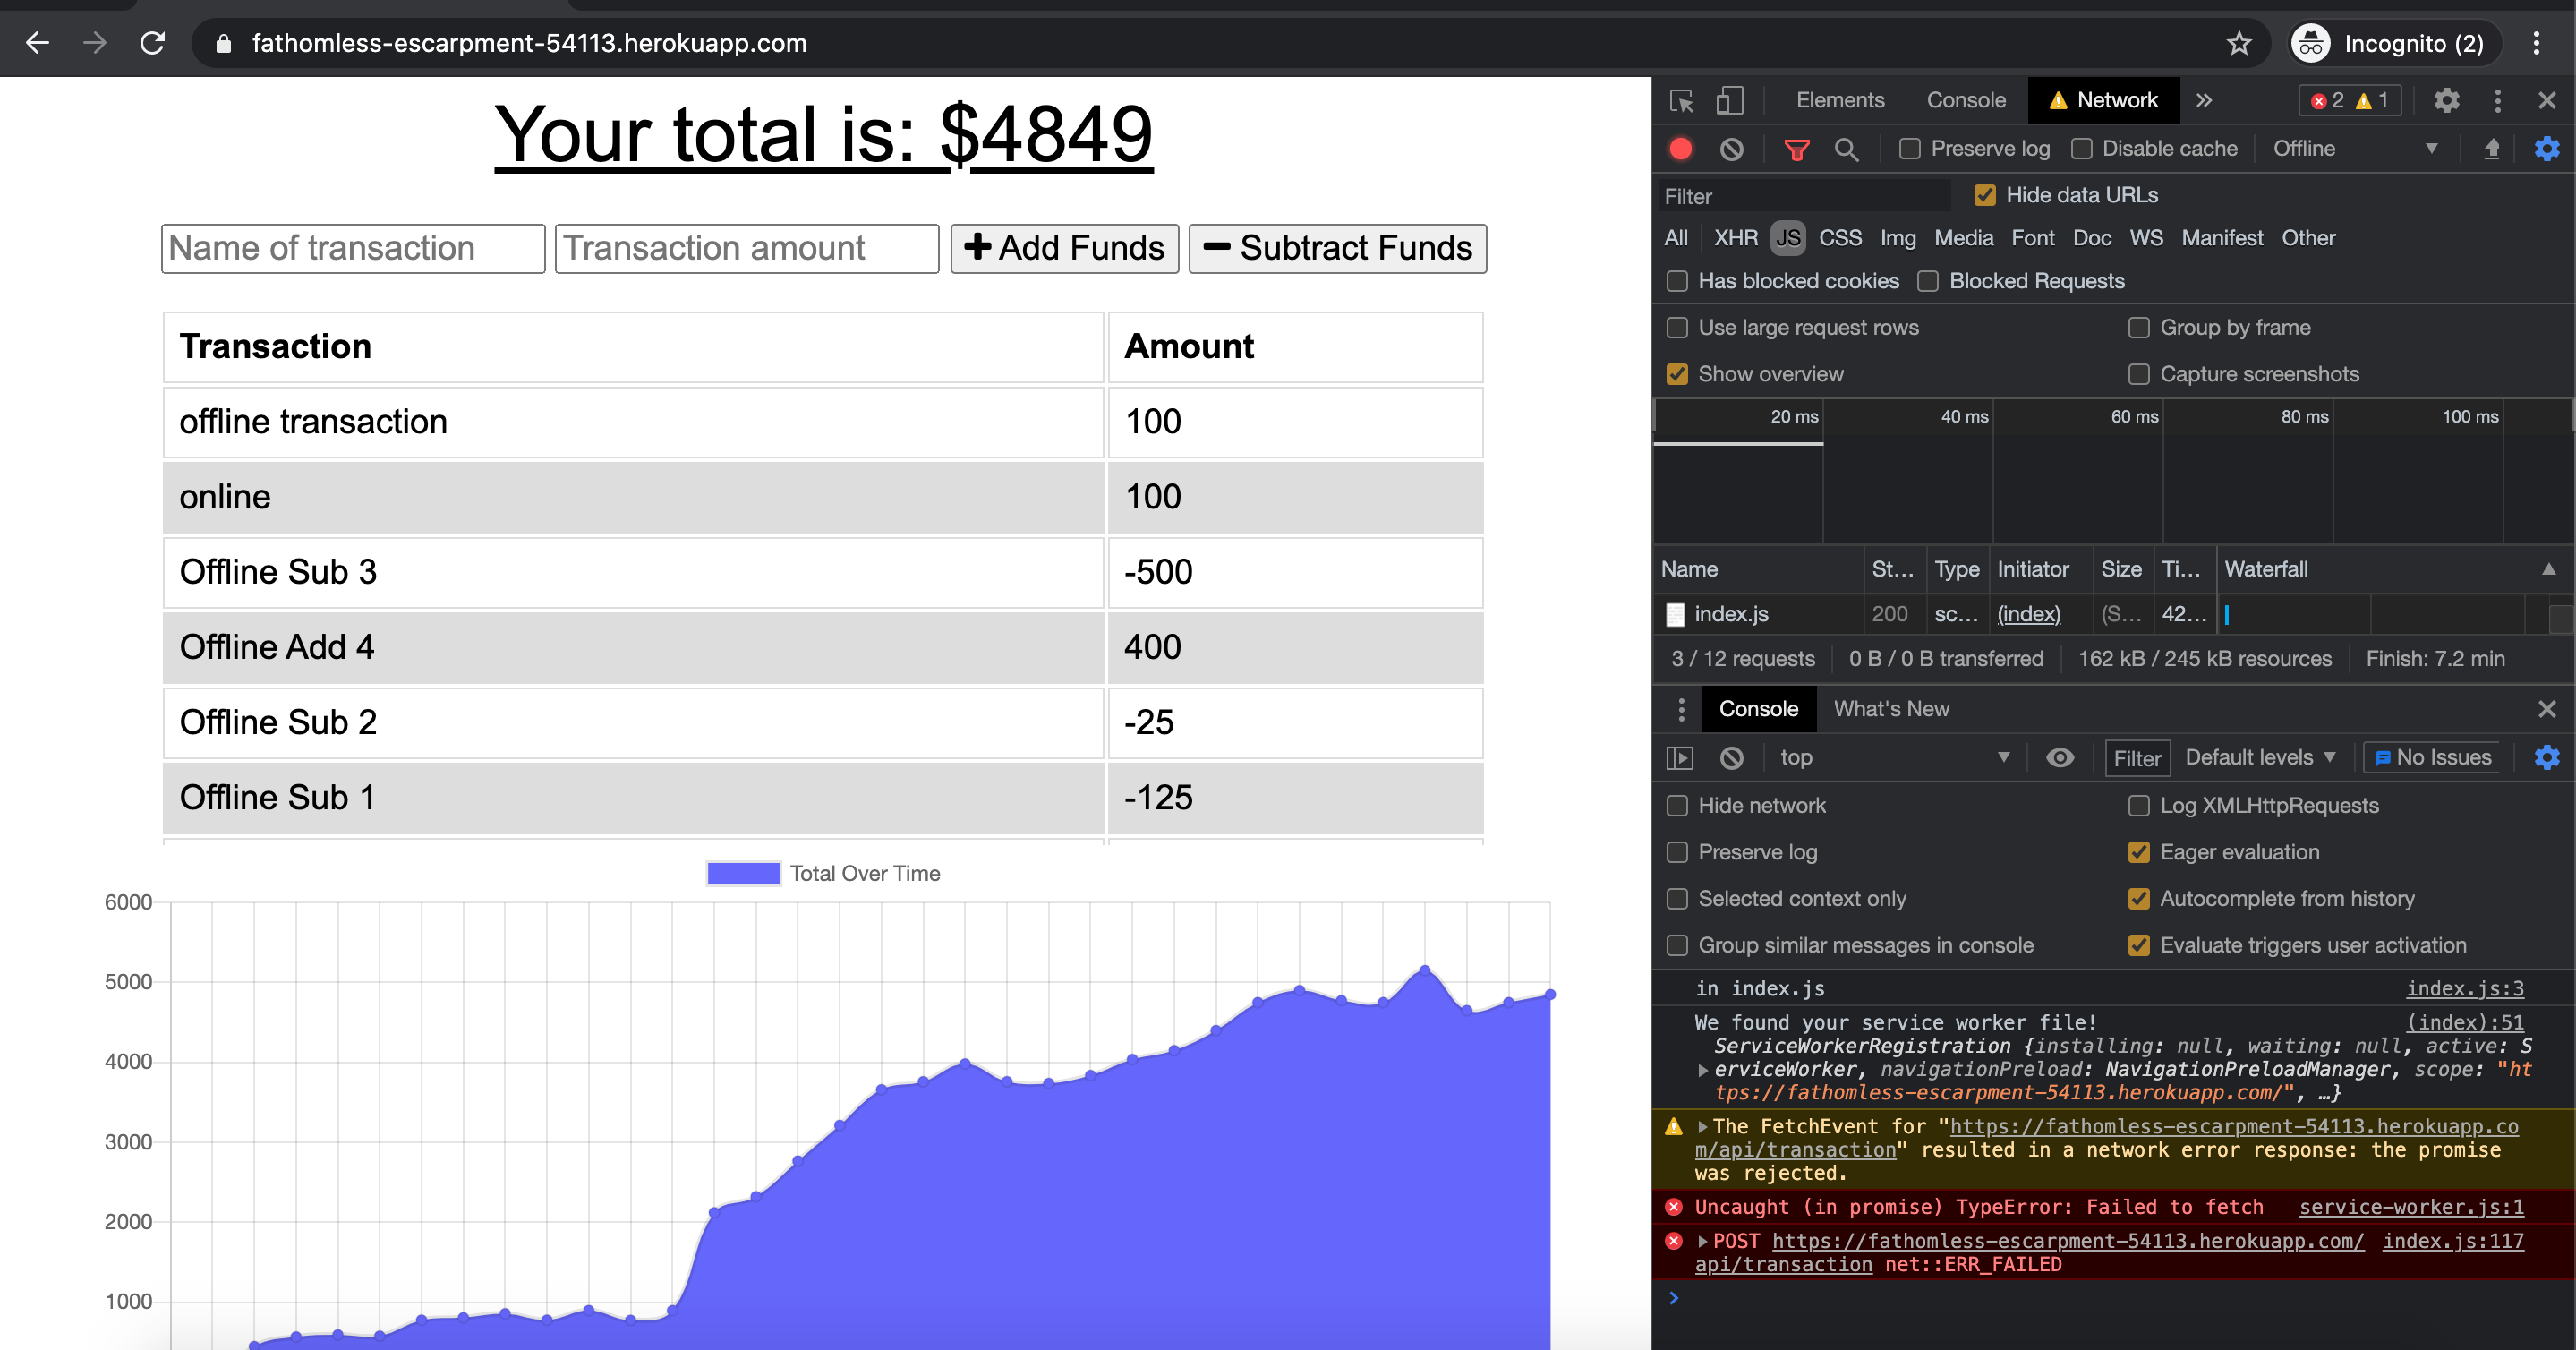 fathomless-escarpment-54113.herokuapp.com
Incognito (2)
Your total is: $4849
Name of transaction
Transaction amount
Add Funds
Subtract Funds
Transaction Amount
offline transaction 100
online 100
Offline Sub 3 -500
Offline Add 4 400
Offline Sub 2 -25
Offline Sub 1 -125
Total Over Time
6000
5000
4000
3000
2000
1000
Elements Console Network » 2 1
Preserve log Disable cache Offline
Filter Hide data URLs
All XHR JS CSS Img Media Font Doc WS Manifest Other
Has blocked cookies Blocked Requests
Use large request rows Group by frame
Show overview Capture screenshots
20 ms 40 ms 60 ms 80 ms 100 ms
Name St... Type Initiator Size Ti... Waterfall
index.js 200 sc... (index) (S... 42...
3 / 12 requests 0 B / 0 B transferred 162 kB / 245 kB resources Finish: 7.2 min
Console What's New
top Filter Default levels No Issues
Hide network Log XMLHttpRequests
Preserve log Eager evaluation
Selected context only Autocomplete from history
Group similar messages in console Evaluate triggers user activation
in index.js index.js:3
We found your service worker file! (index):51
ServiceWorkerRegistration {installing: null, waiting: null, active: S
erviceWorker, navigationPreload: NavigationPreloadManager, scope: "ht
tps://fathomless-escarpment-54113.herokuapp.com/", …}
The FetchEvent for "https://fathomless-escarpment-54113.herokuapp.co
m/api/transaction" resulted in a network error response: the promise
was rejected.
Uncaught (in promise) TypeError: Failed to fetch service-worker.js:1
POST https://fathomless-escarpment-54113.herokuapp.com/ index.js:117
api/transaction net::ERR_FAILED